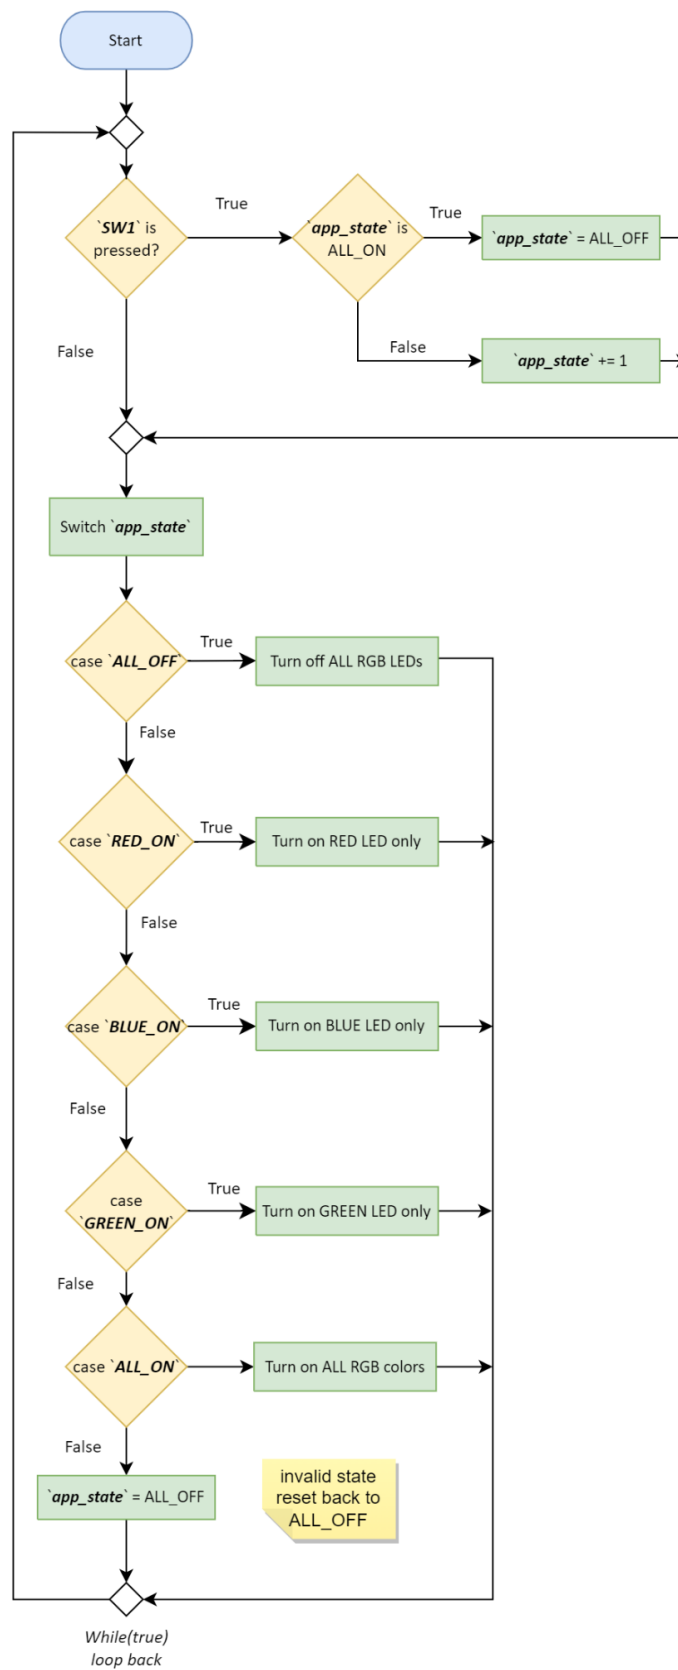 Start
`SW1` is
pressed?
True
`app_state` is
ALL_ON
True
`app_state` = ALL_OFF
False
False
`app_state` += 1
Switch `app_state`
case `ALL_OFF`
True
Turn off ALL RGB LEDs
False
case `RED_ON`
True
Turn on RED LED only
False
case `BLUE_ON`
True
Turn on BLUE LED only
False
case
`GREEN_ON`
True
Turn on GREEN LED only
False
case `ALL_ON`
Turn on ALL RGB colors
False
`app_state` = ALL_OFF
invalid state
reset back to
ALL_OFF
While(true)
loop back